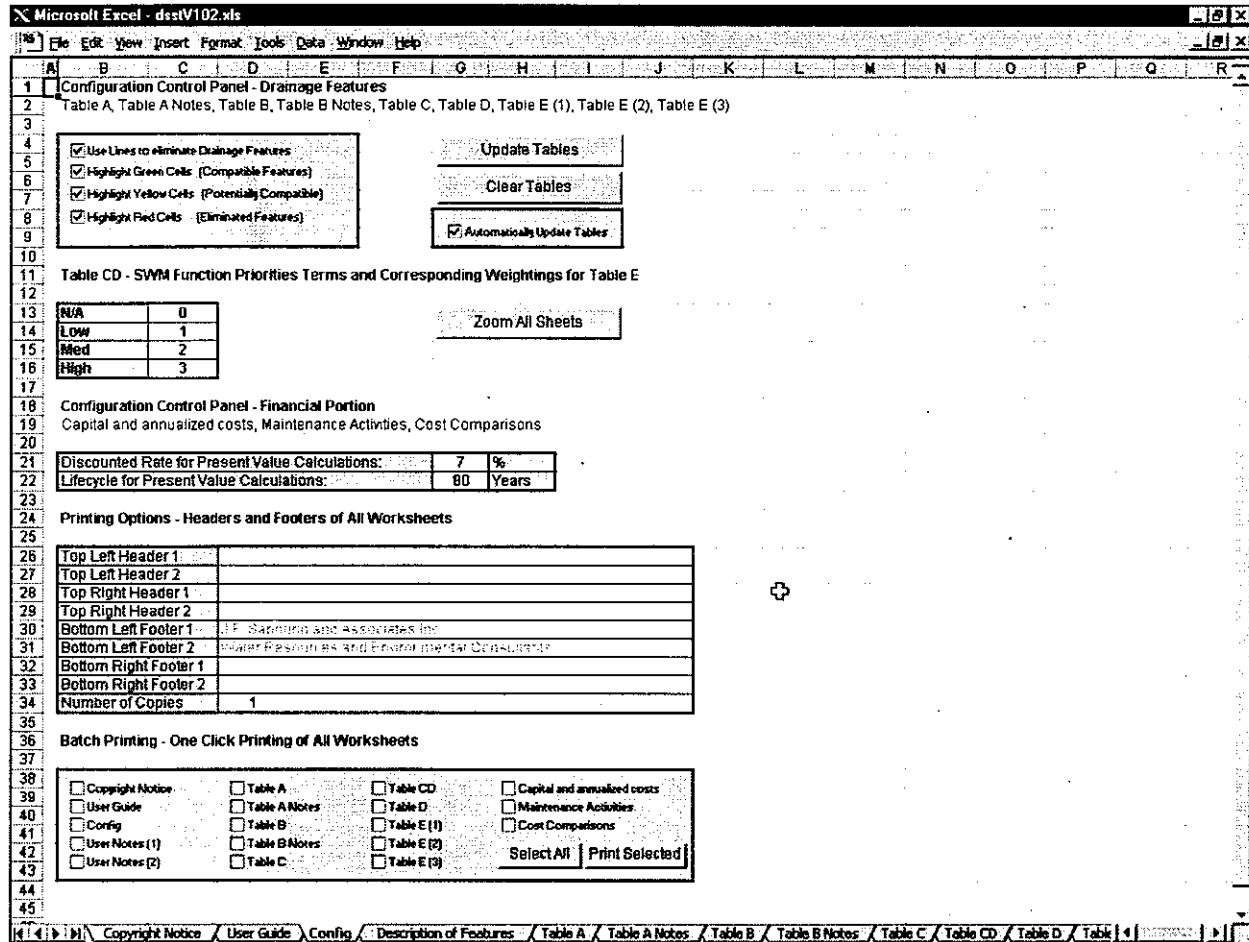 Microsoft Excel - dsstV102.xls
File Edit View Insert Format Tools Data Window Help
A B C D E F G H I J K L M N O P Q R
1 Configuration Control Panel - Drainage Features
2 Table A, Table A Notes, Table B, Table B Notes, Table C, Table D, Table E (1), Table E (2), Table E (3)
3
4 Use Lines to eliminate Drainage Features Update Tables
5 Highlight Green Cells (Compatible Features)
6 Clear Tables
7 Highlight Yellow Cells (Potentially Compatible)
8 Highlight Red Cells (Eliminated Features)
9 Automatically Update Tables
10
11 Table CD - SWM Function Priorities Terms and Corresponding Weightings for Table E
12
13 N/A 0
14 Low 1 Zoom All Sheets
15 Med 2
16 High 3
17
18 Configuration Control Panel - Financial Portion
19 Capital and annualized costs, Maintenance Activities, Cost Comparisons
20
21 Discounted Rate for Present Value Calculations: 7 %
22 Lifecycle for Present Value Calculations: 80 Years
23
24 Printing Options - Headers and Footers of All Worksheets
25
26 Top Left Header 1
27 Top Left Header 2
28 Top Right Header 1
29 Top Right Header 2
30 Bottom Left Footer 1 and Associates Inc
31 Bottom Left Footer 2 Water Resources and Environmental Consultants
32 Bottom Right Footer 1
33 Bottom Right Footer 2
34 Number of Copies 1
35
36 Batch Printing - One Click Printing of All Worksheets
37
38 Copyright Notice Table A Table CD Capital and annualized costs
39 User Guide Table A Notes Table D Maintenance Activities
40 Config Table B Table E (1) Cost Comparisons
41
42 User Notes (1) Table B Notes Table E (2) Select All Print Selected
43 User Notes (2) Table C Table E (3)
44
45
Copyright Notice User Guide Config Description of Features Table A Table A Notes Table B Table B Notes Table C Table CD Table D